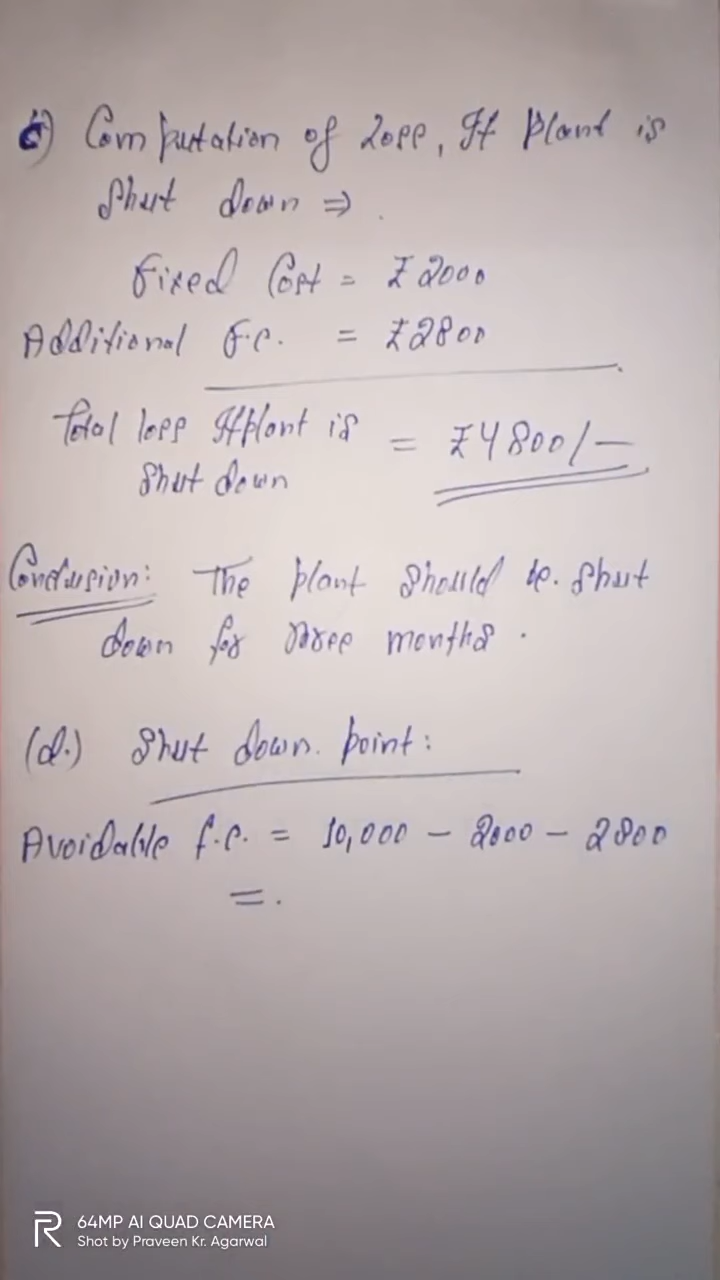 c) Computation of Loss, If plant is
Shut down ⇒.
Fixed Cost = ₹2000
Additional F.C. = ₹2800
Total loss If plant is
Shut down = ₹4800/-
Conclusion: The plant should be. Shut
down for three months.
(d.) Shut down. point:
Avoidable f.c. = 10,000 - 2000 - 2800
=.
64MP AI QUAD CAMERA
Shot by Praveen Kr. Agarwal